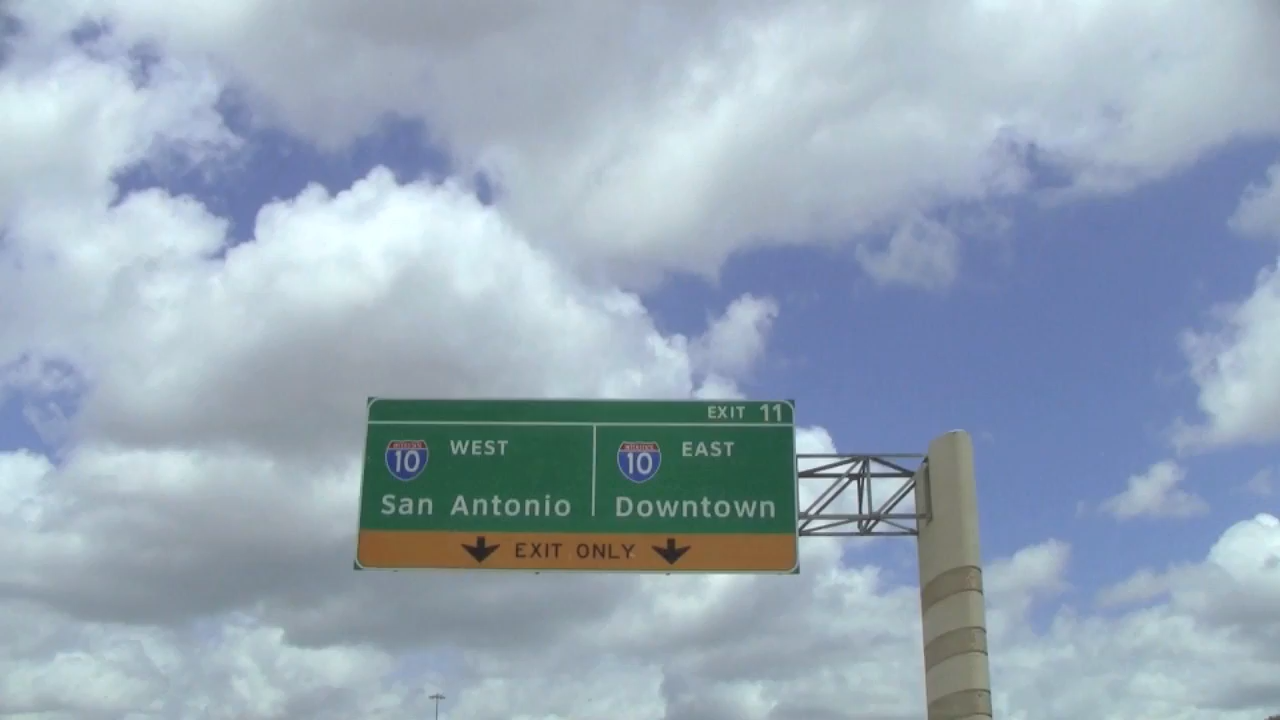 EXIT 11
10 WEST
San Antonio
10 EAST
Downtown
EXIT ONLY